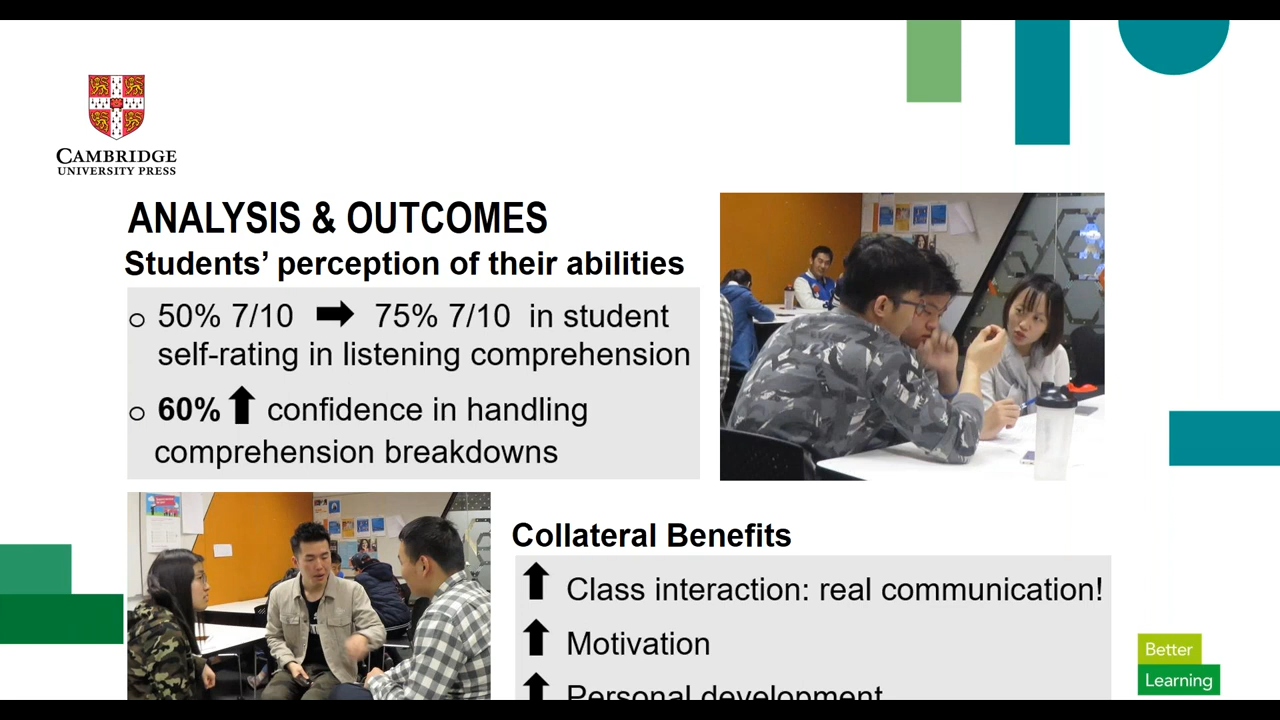 CAMBRIDGE
UNIVERSITY PRESS
ANALYSIS & OUTCOMES
Students’ perception of their abilities
o 50% 7/10 ➡ 75% 7/10 in student
self-rating in listening comprehension
o 60% ⬆ confidence in handling
comprehension breakdowns
Collateral Benefits
⬆ Class interaction: real communication!
⬆ Motivation
⬆ Personal development
Better
Learning